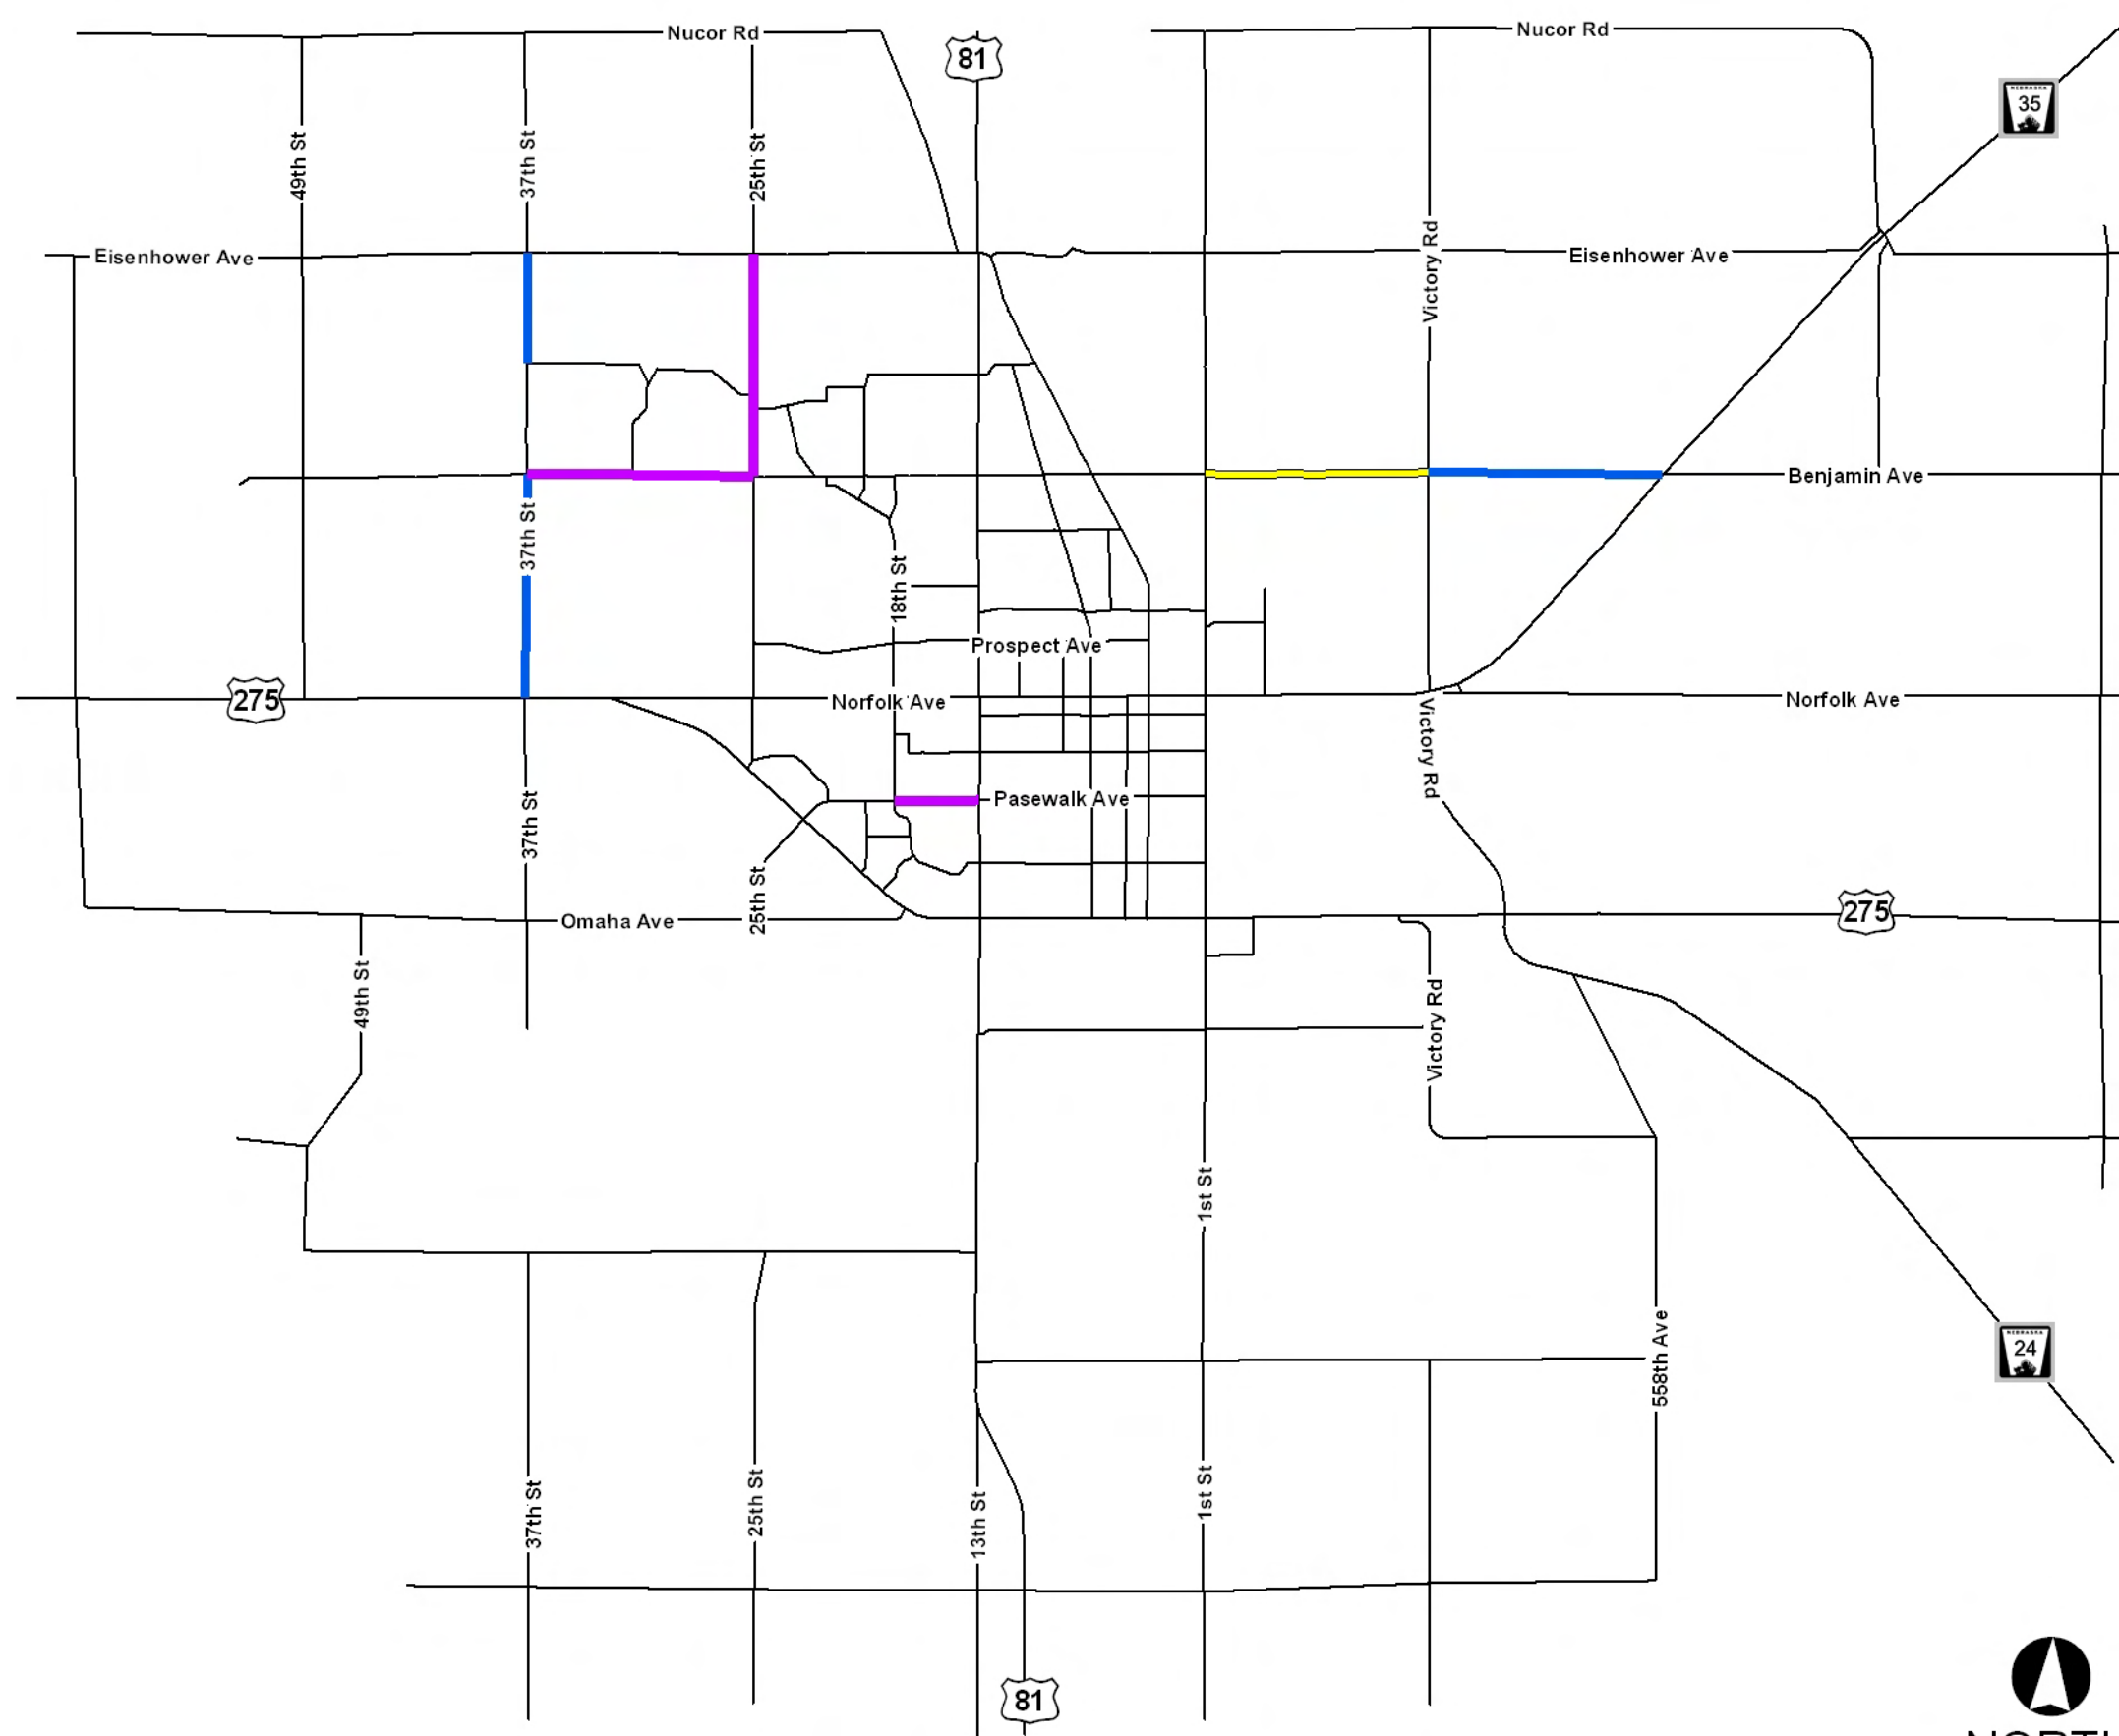 Nucor Rd
81
Nucor Rd
NEBRASKA
35
49th St
37th St
25th St
Victory Rd
Eisenhower Ave
Eisenhower Ave
Benjamin Ave
37th St
18th St
Prospect Ave
275
Norfolk Ave
Norfolk Ave
Victory Rd
Pasewalk Ave
37th St
25th St
Omaha Ave
275
49th St
Victory Rd
1st St
NEBRASKA
24
558th Ave
37th St
25th St
13th St
1st St
81